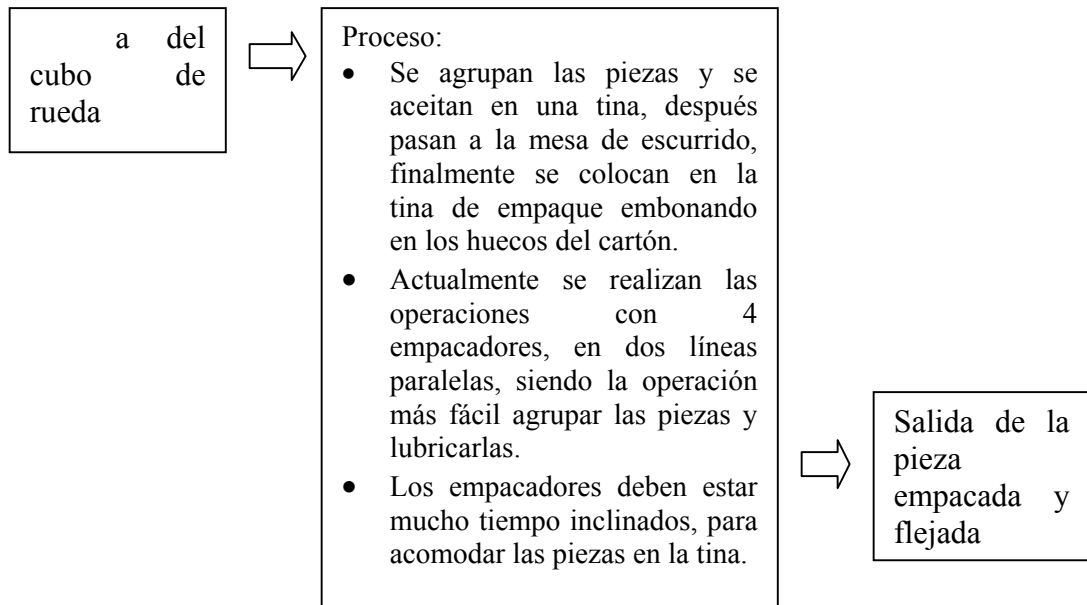 a del
cubo de
rueda
Proceso:
• Se agrupan las piezas y se
aceitan en una tina, después
pasan a la mesa de escurrido,
finalmente se colocan en la
tina de empaque embonando
en los huecos del cartón.
• Actualmente se realizan las
operaciones con 4
empacadores, en dos líneas
paralelas, siendo la operación
más fácil agrupar las piezas y
lubricarlas.
• Los empacadores deben estar
mucho tiempo inclinados, para
acomodar las piezas en la tina.
Salida de la
pieza
empacada y
flejada